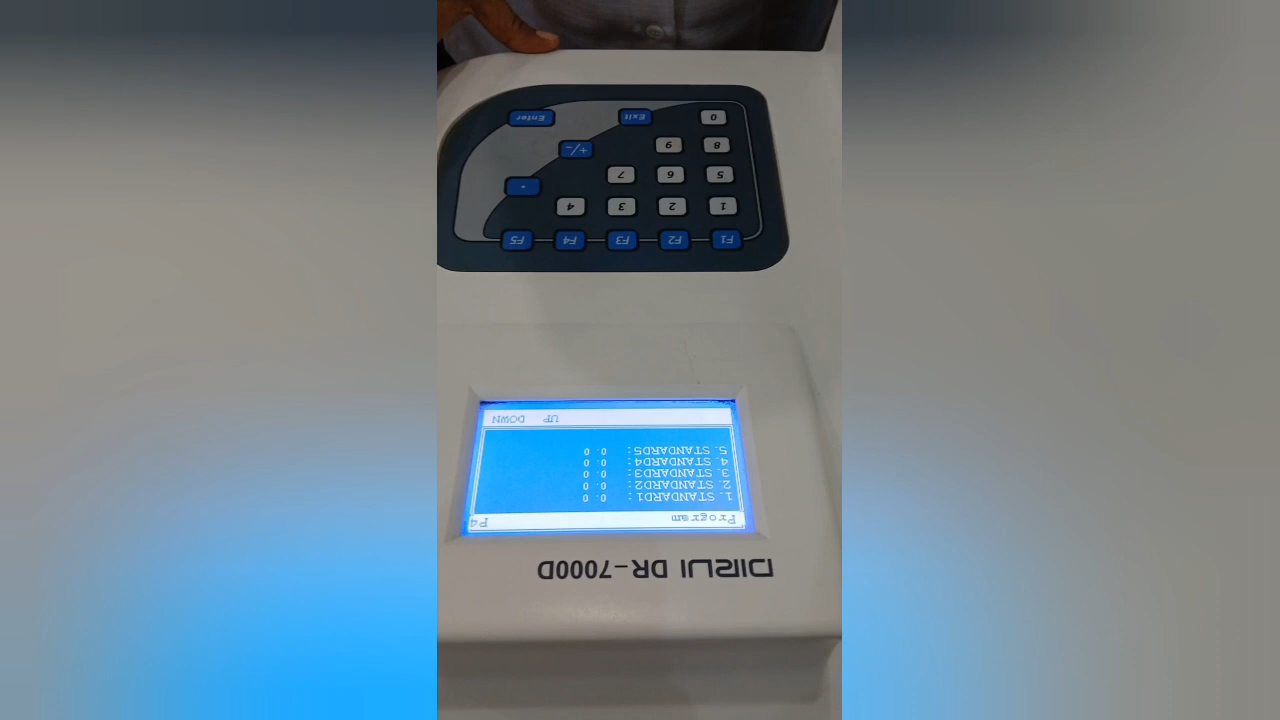 DIRUI DR-7000D
Program P4
1. STANDARD1: 0. 0
2. STANDARD2: 0. 0
3. STANDARD3: 0. 0
4. STANDARD4: 0. 0
5. STANDARD5: 0. 0
UP DOWN
F1 F2 F3 F4 F5
1 2 3 4
5 6 7 .
8 9 +/-
0 Exit Enter